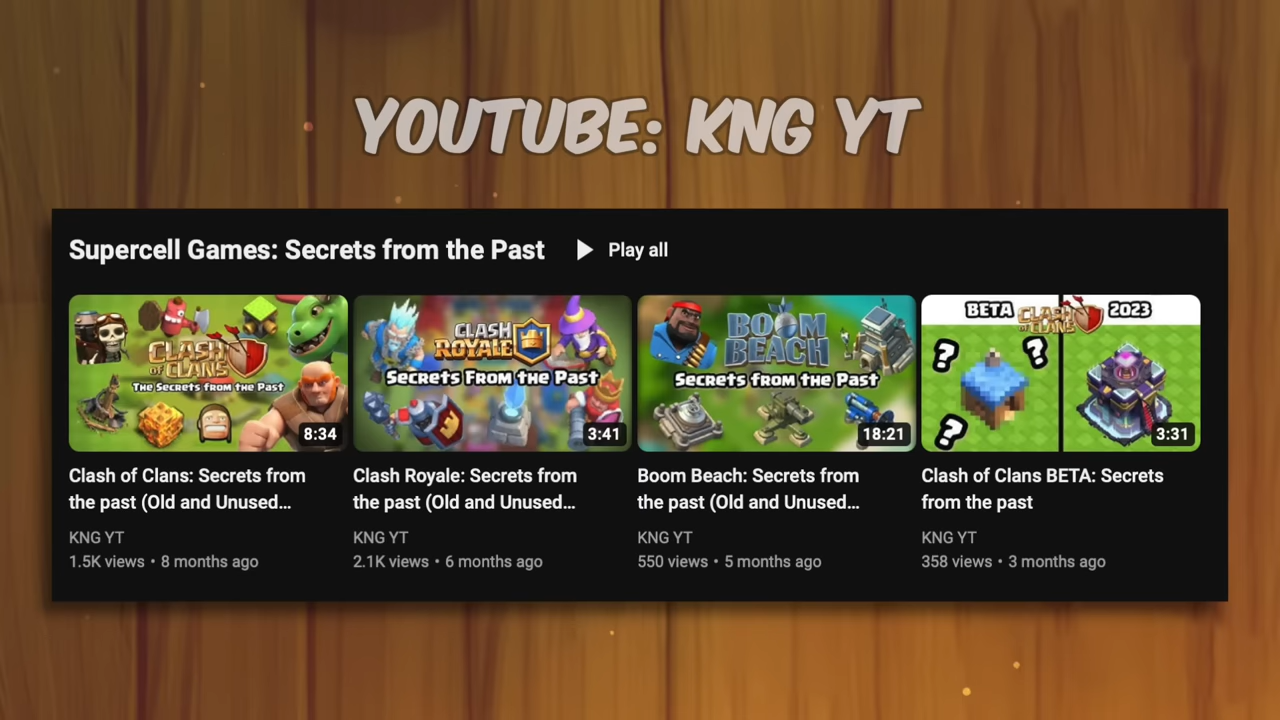 YOUTUBE: KNG YT
Supercell Games: Secrets from the Past
Play all
CLASH
OF CLANS
THE SECRETS FROM THE PAST
8:34
CLASH
ROYALE
SECRETS FROM THE PAST
3:41
BOOM
BEACH
SECRETS FROM THE PAST
18:21
BETA
CLASH
OF CLANS
2023
?
?
?
3:31
Clash of Clans: Secrets from
the past (Old and Unused...
KNG YT
1.5K views • 8 months ago
Clash Royale: Secrets from
the past (Old and Unused...
KNG YT
2.1K views • 6 months ago
Boom Beach: Secrets from
the past (Old and Unused...
KNG YT
550 views • 5 months ago
Clash of Clans BETA: Secrets
from the past
KNG YT
358 views • 3 months ago